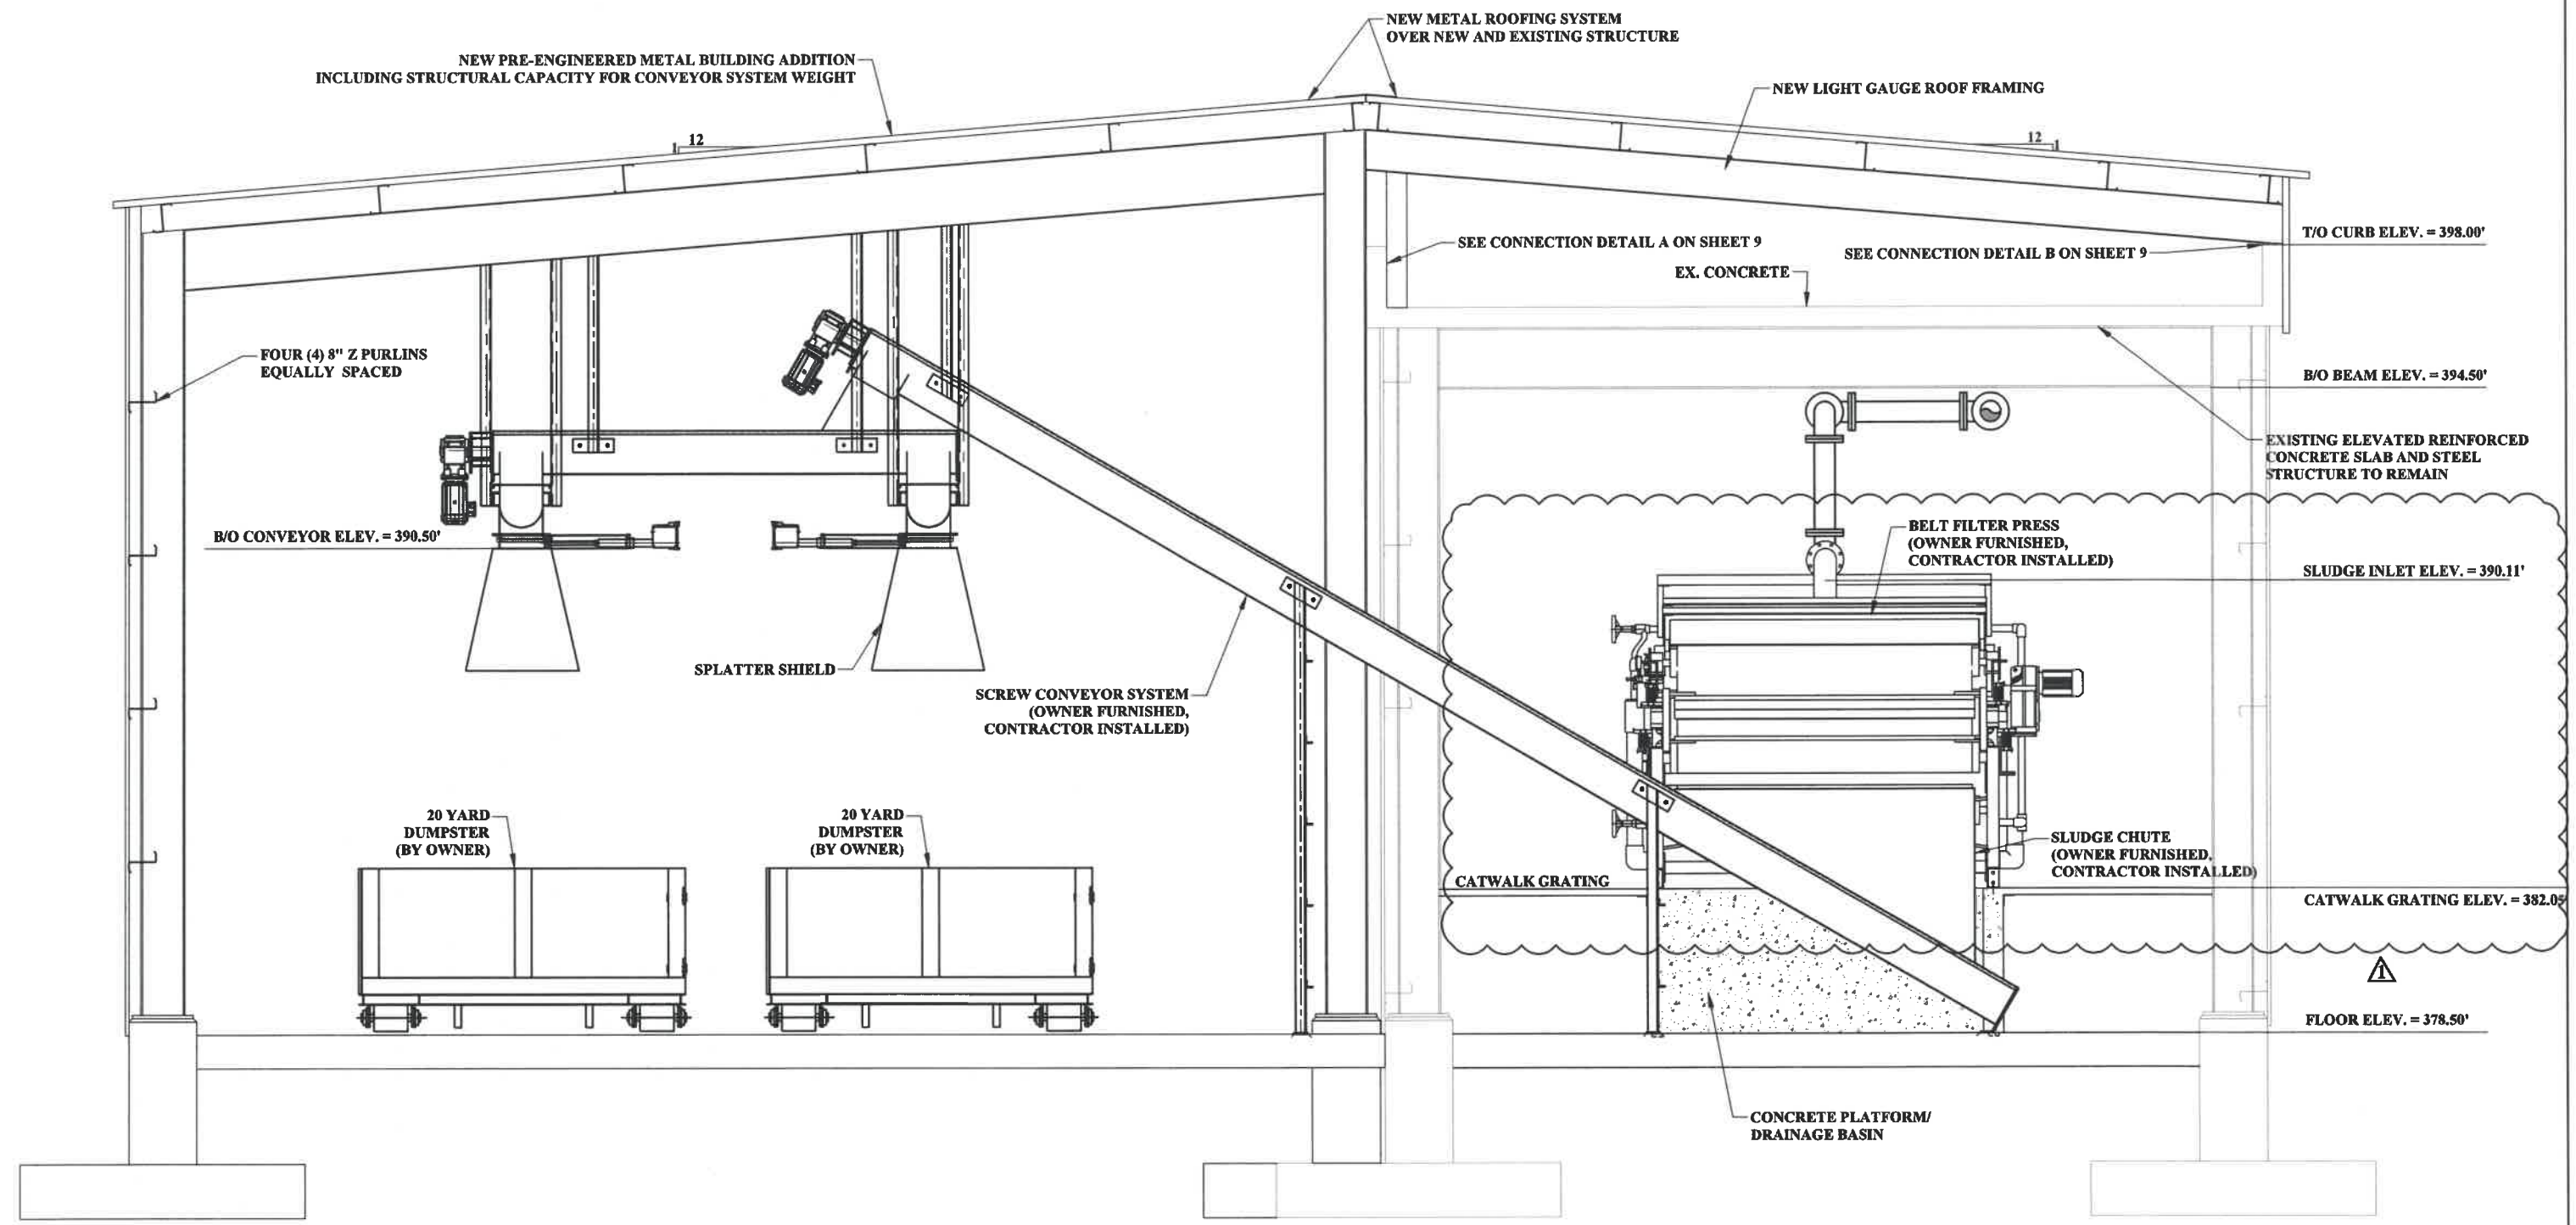 NEW METAL ROOFING SYSTEM
OVER NEW AND EXISTING STRUCTURE
NEW PRE-ENGINEERED METAL BUILDING ADDITION
INCLUDING STRUCTURAL CAPACITY FOR CONVEYOR SYSTEM WEIGHT
NEW LIGHT GAUGE ROOF FRAMING
12
1
12
1
T/O CURB ELEV. = 398.00'
SEE CONNECTION DETAIL A ON SHEET 9
SEE CONNECTION DETAIL B ON SHEET 9
EX. CONCRETE
FOUR (4) 8" Z PURLINS
EQUALLY SPACED
B/O BEAM ELEV. = 394.50'
EXISTING ELEVATED REINFORCED
CONCRETE SLAB AND STEEL
STRUCTURE TO REMAIN
B/O CONVEYOR ELEV. = 390.50'
BELT FILTER PRESS
(OWNER FURNISHED,
CONTRACTOR INSTALLED)
SLUDGE INLET ELEV. = 390.11'
SPLATTER SHIELD
SCREW CONVEYOR SYSTEM
(OWNER FURNISHED,
CONTRACTOR INSTALLED)
20 YARD
DUMPSTER
(BY OWNER)
20 YARD
DUMPSTER
(BY OWNER)
SLUDGE CHUTE
(OWNER FURNISHED,
CONTRACTOR INSTALLED)
CATWALK GRATING
CATWALK GRATING ELEV. = 382.05
1
FLOOR ELEV. = 378.50'
CONCRETE PLATFORM/
DRAINAGE BASIN